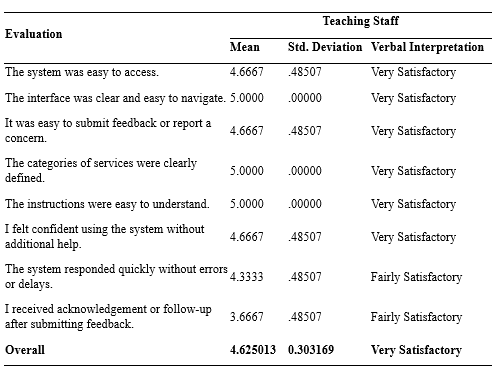 Evaluation
Teaching Staff
Mean Std. Deviation Verbal Interpretation
The system was easy to access. 4.6667 .48507 Very Satisfactory
The interface was clear and easy to navigate. 5.0000 .00000 Very Satisfactory
It was easy to submit feedback or report a
concern. 4.6667 .48507 Very Satisfactory
The categories of services were clearly
defined. 5.0000 .00000 Very Satisfactory
The instructions were easy to understand. 5.0000 .00000 Very Satisfactory
I felt confident using the system without
additional help. 4.6667 .48507 Very Satisfactory
The system responded quickly without errors
or delays. 4.3333 .48507 Fairly Satisfactory
I received acknowledgement or follow-up
after submitting feedback. 3.6667 .48507 Fairly Satisfactory
Overall 4.625013 0.303169 Very Satisfactory